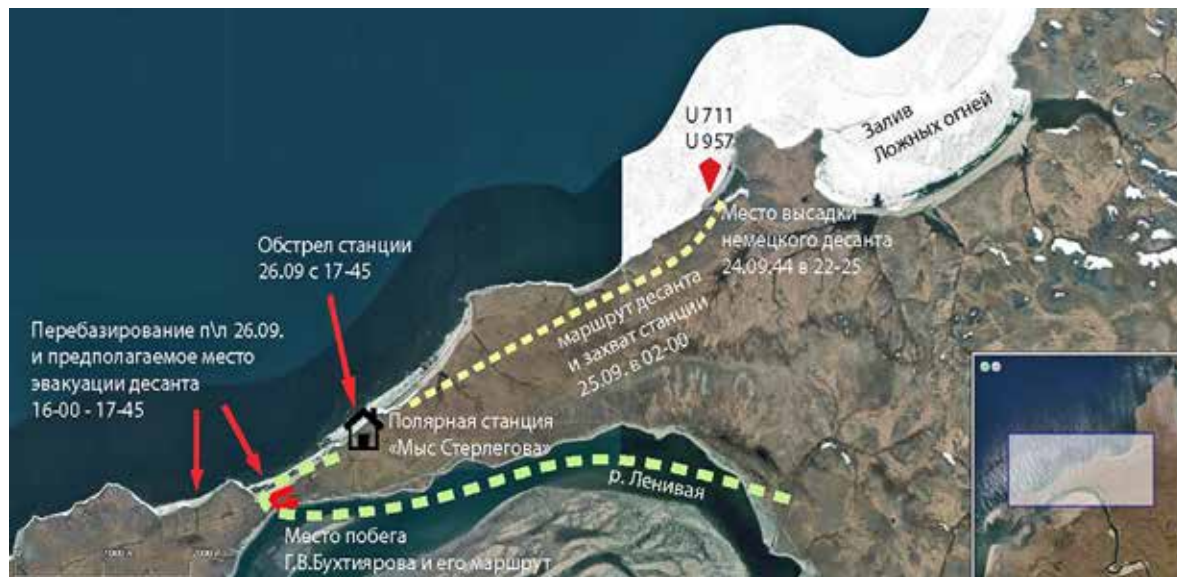 U 711
U 957
Залив
Ложных огней
Место высадки
немецкого десанта
24.09.44 в 22-25
Обстрел станции
26.09 с 17-45
маршрут десанта
и захват станции
25.09. в 02-00
Перебазирование п\л 26.09.
и предполагаемое место
эвакуации десанта
16-00 - 17-45
Полярная станция
«Мыс Стерлегова»
р. Ленивая
Место побега
Г.В.Бухтиярова и его маршрут